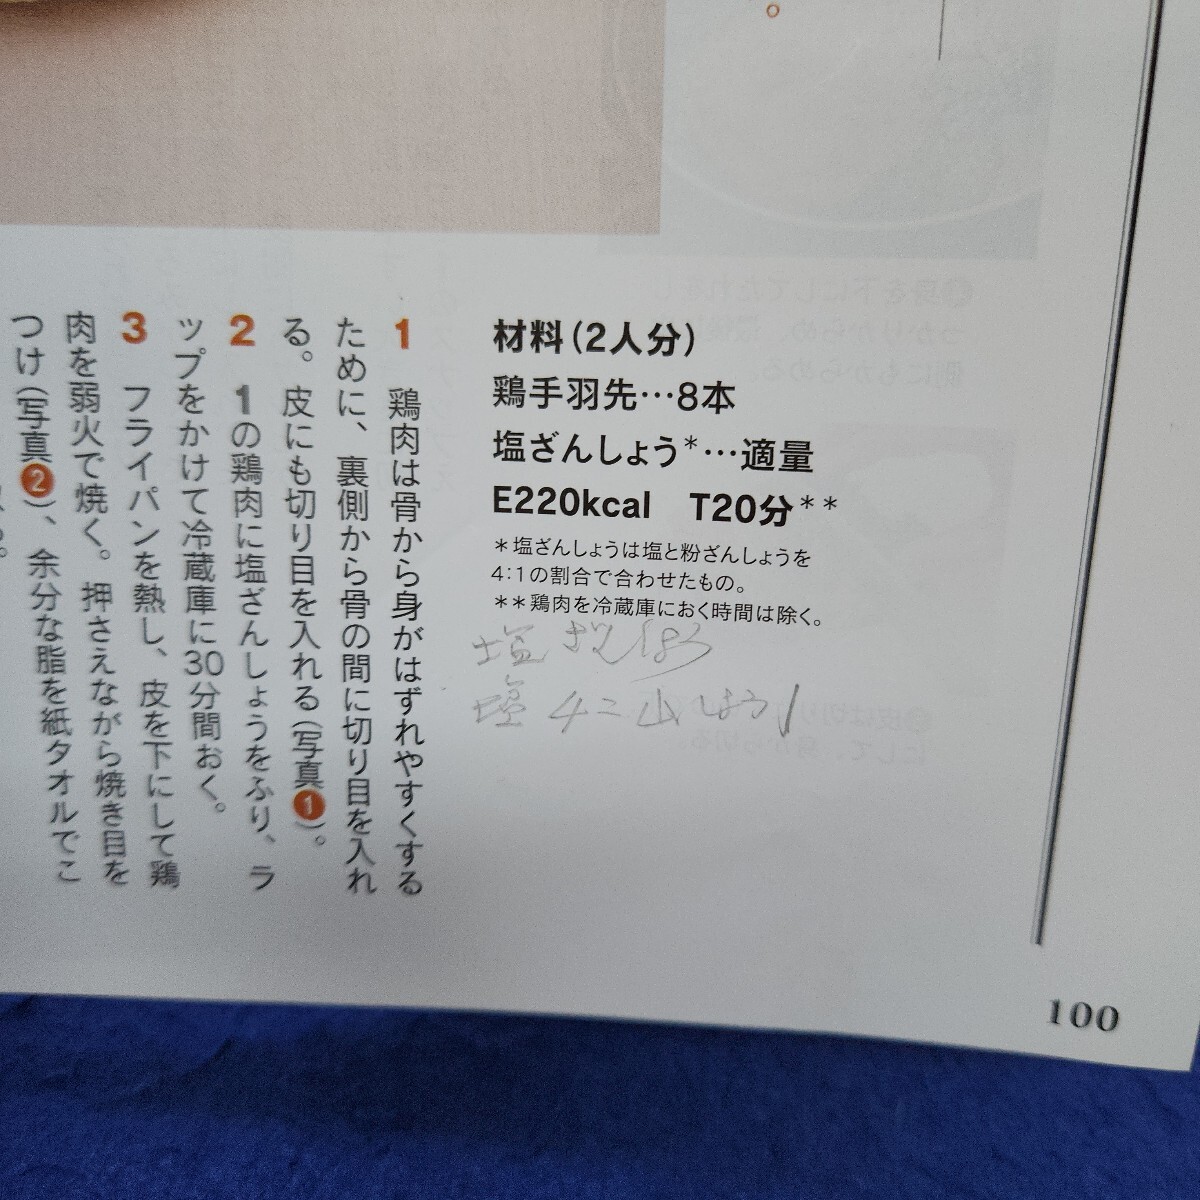 材料(2人分)
鶏手羽先…8本
塩ざんしょう*…適量
E220kcal　T20分**
*塩ざんしょうは塩と粉ざんしょうを
4:1の割合で合わせたもの。
**鶏肉を冷蔵庫におく時間は除く。
塩
塩 4二山しょう1
1　鶏肉は骨から身がはずれやすくする
ために、裏側から骨の間に切り目を入れ
る。皮にも切り目を入れる(写真❶)。
2　1の鶏肉に塩ざんしょうをふり、ラ
ップをかけて冷蔵庫に30分間おく。
3　フライパンを熱し、皮を下にして鶏
肉を弱火で焼く。押さえながら焼き目を
つけ(写真❷)、余分な脂を紙タオルでこ
る。
100